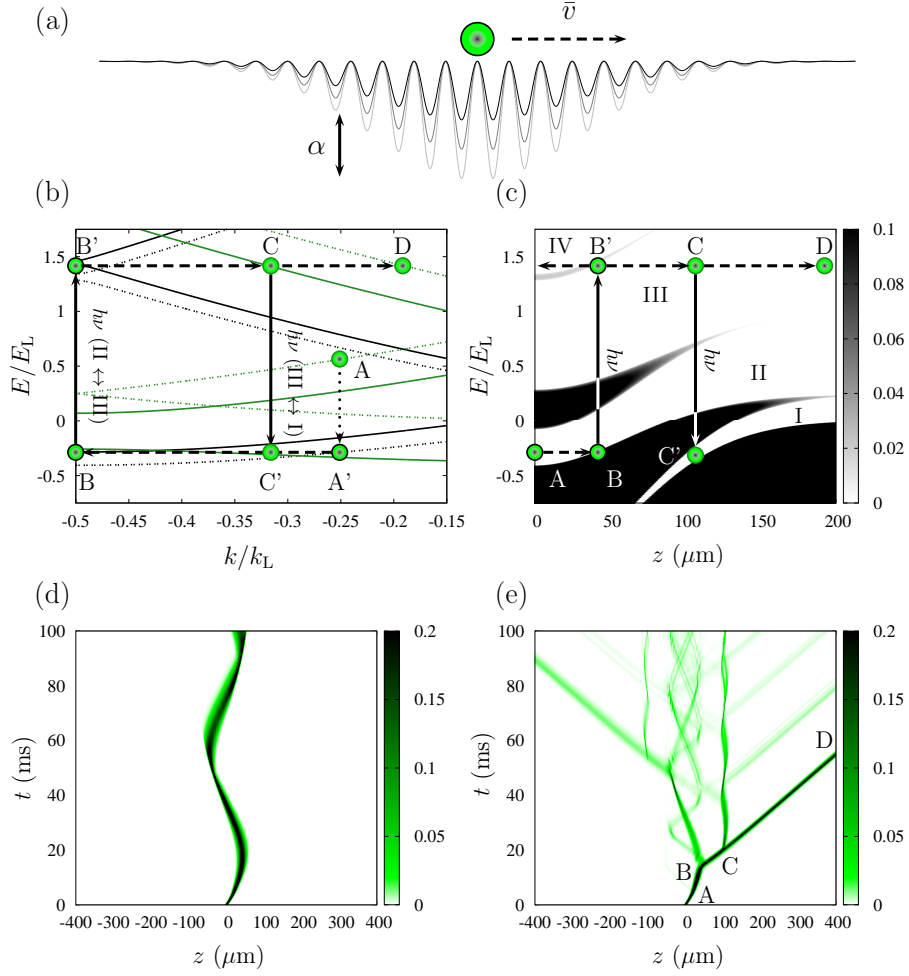 (a)
v̄
α
(b)
(c)
B' C D
IV B' C D
III
II
I
hν (II ↔ III)
hν (III ↔ I)
hν hν
A
B C' A'
A B C'
1.5
1
0.5
0
-0.5
E/E_L
-0.5 -0.45 -0.4 -0.35 -0.3 -0.25 -0.2 -0.15
k/k_L
1.5
1
0.5
0
-0.5
E/E_L
0 50 100 150 200
z (μm)
0.1
0.08
0.06
0.04
0.02
0
(d)
(e)
100
80
60
40
20
0
t (ms)
-400 -300 -200 -100 0 100 200 300 400
z (μm)
0.2
0.15
0.1
0.05
0
100
80
60
40
20
0
t (ms)
D
B C
A
-400 -300 -200 -100 0 100 200 300 400
z (μm)
0.2
0.15
0.1
0.05
0